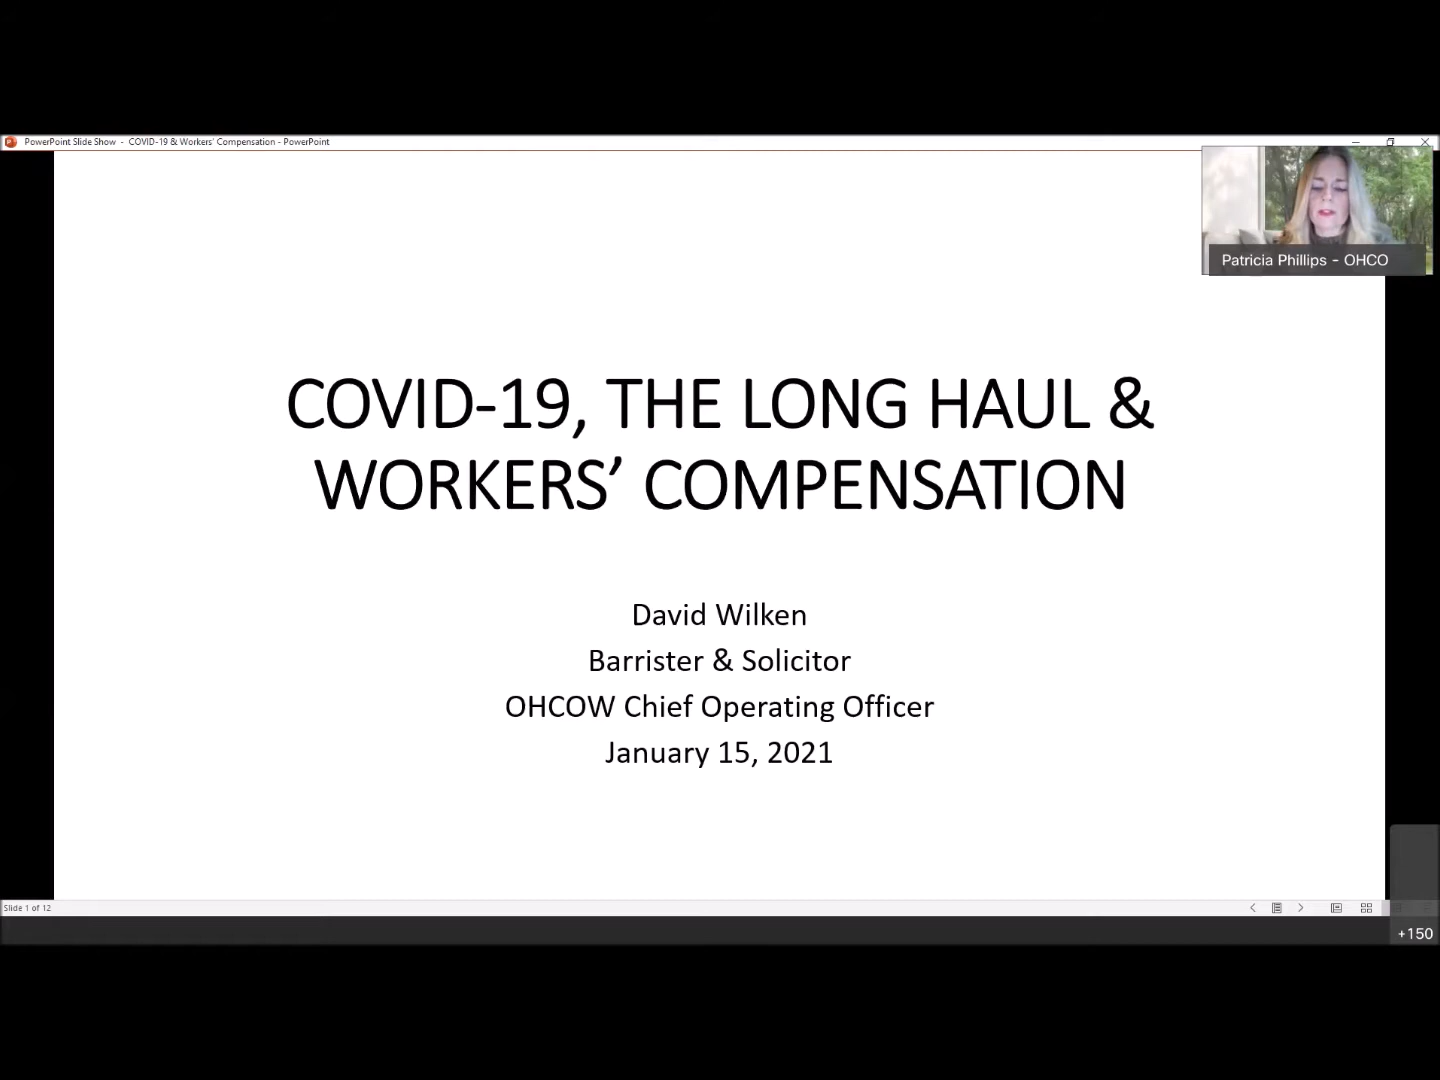 PowerPoint Slide Show - COVID-19 & Workers' Compensation - PowerPoint
Patricia Phillips - OHCO
COVID-19, THE LONG HAUL &
WORKERS’ COMPENSATION
David Wilken
Barrister & Solicitor
OHCOW Chief Operating Officer
January 15, 2021
Slide 1 of 12
+150